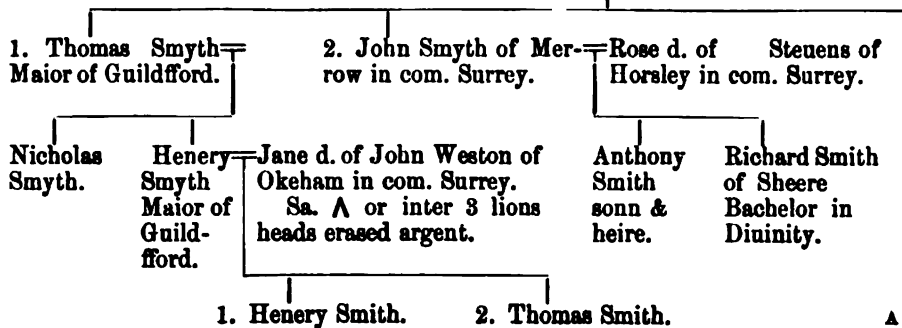 1. Thomas Smyth
Maior of Guildfford.
2. John Smyth of Mer-
row in com. Surrey.
Rose d. of Steuens of
Horsley in com. Surrey.
Nicholas
Smyth.
Henery
Smyth
Maior of
Guild-
fford.
Jane d. of John Weston of
Okeham in com. Surrey.
Sa. Λ or inter 3 lions
heads erased argent.
Anthony
Smith
sonn &
heire.
Richard Smith
of Sheere
Bachelor in
Diuinity.
1. Henery Smith.
2. Thomas Smith.
A